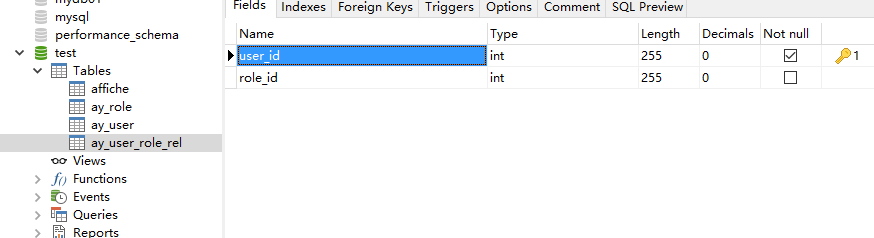 mydb01
mysql
performance_schema
test
Tables
affiche
ay_role
ay_user
ay_user_role_rel
Views
f() Functions
Events
Queries
Reports
Fields Indexes Foreign Keys Triggers Options Comment SQL Preview
Name Type Length Decimals Not null
user_id int 255 0 1
role_id int 255 0